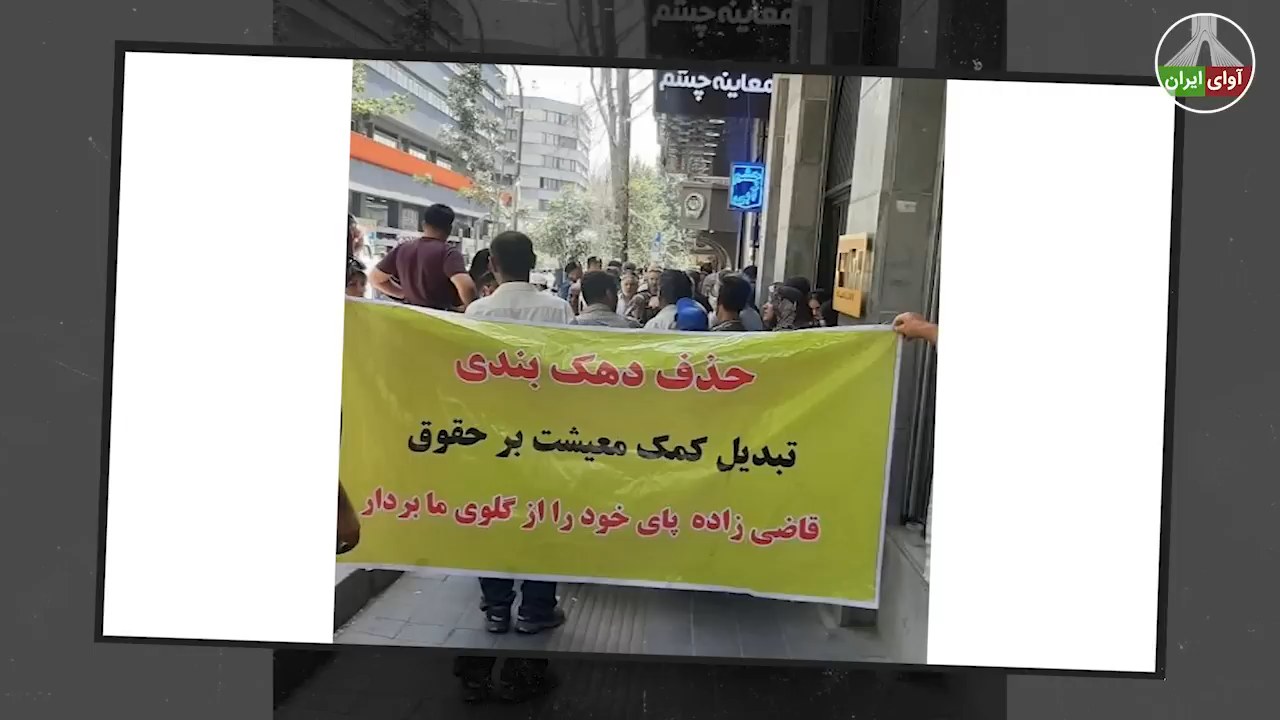 آوای ایران
معاینه چشم
معاینه چشم
حذف دهک بندی
تبدیل کمک معیشت بر حقوق
قاضی زاده پای خود را از گلوی ما بردار